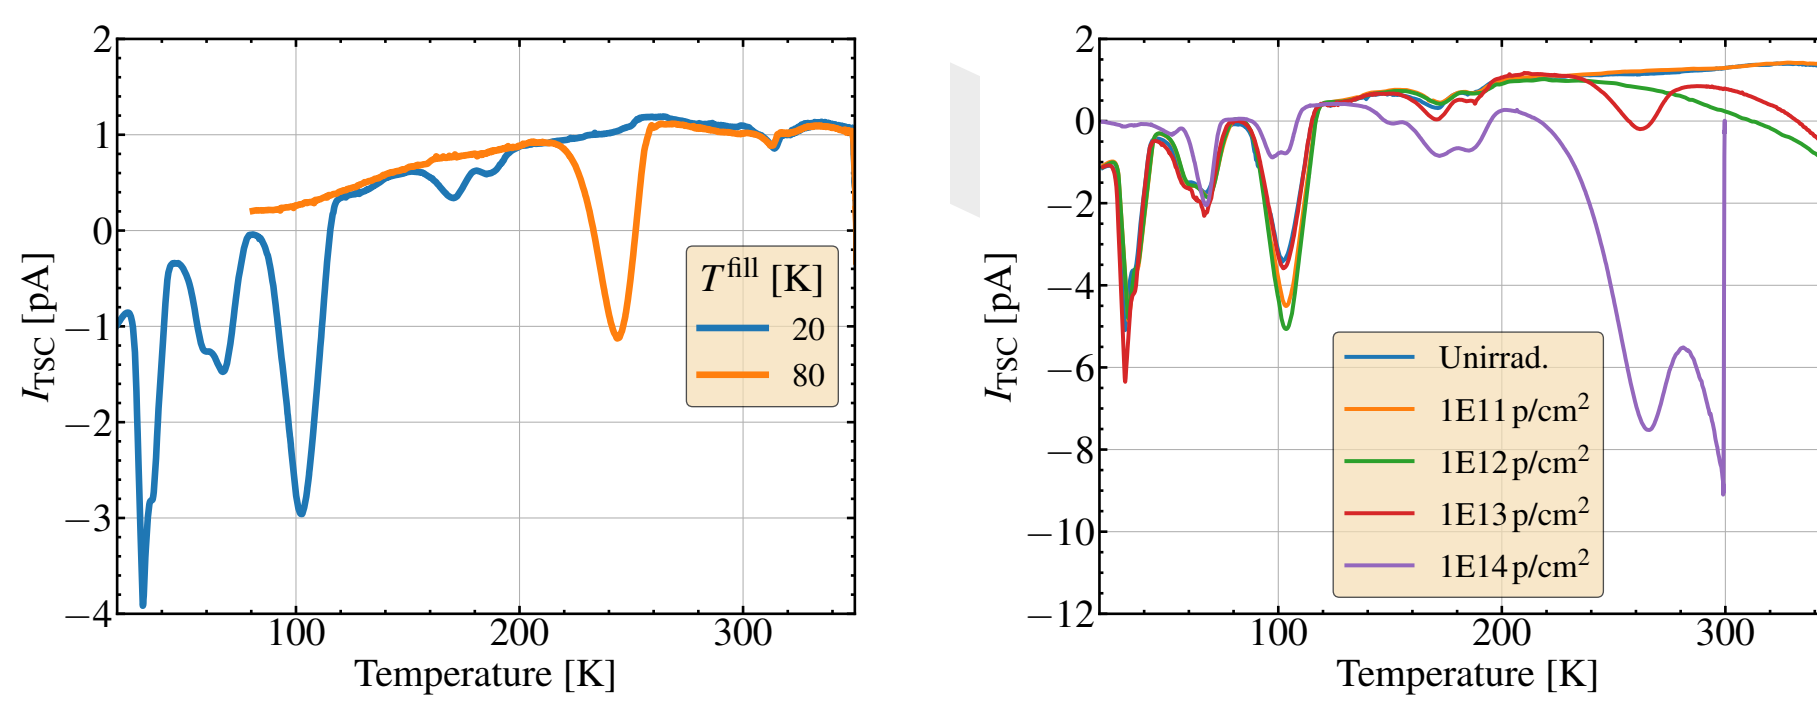 2
1
0
−1
−2
−3
−4
100 200 300
Temperature [K]
I_TSC [pA]
T^fill [K]
20
80
2
0
−2
−4
−6
−8
−10
−12
100 200 300
Temperature [K]
I_TSC [pA]
Unirrad.
1E11 p/cm²
1E12 p/cm²
1E13 p/cm²
1E14 p/cm²